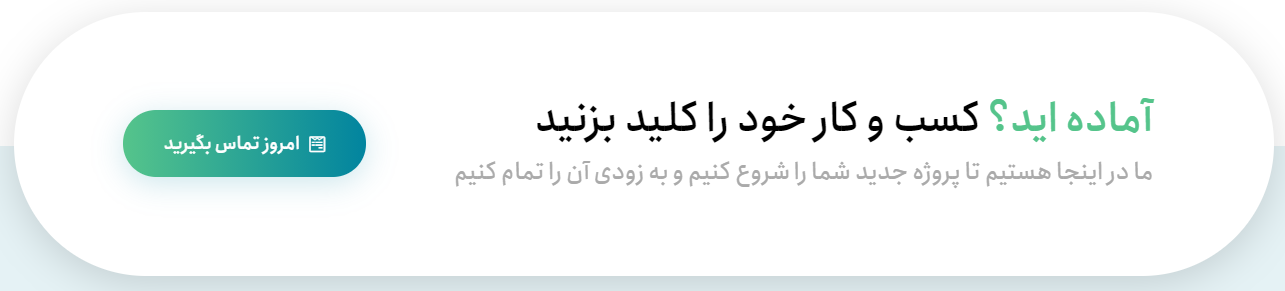 آماده اید؟ کسب و کار خود را کلید بزنید
ما در اینجا هستیم تا پروژه جدید شما را شروع کنیم و به زودی آن را تمام کنیم
امروز تماس بگیرید